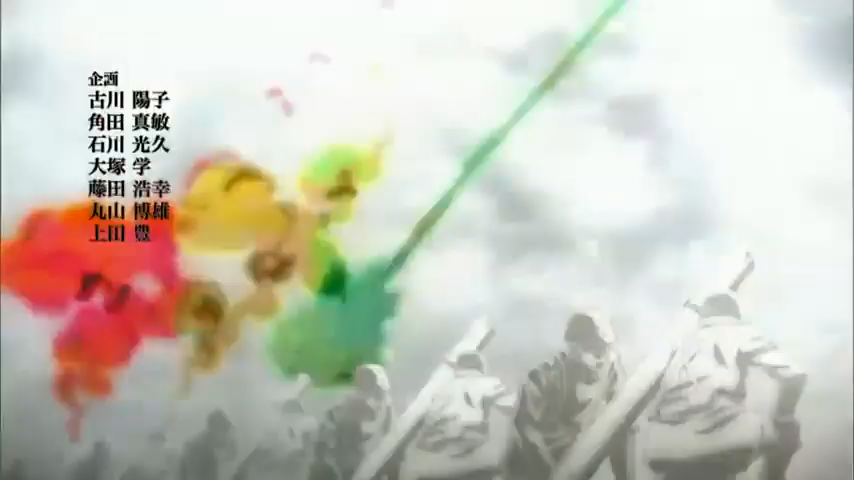 企画
古川 陽子
角田 真敏
石川 光久
大塚 学
藤田 浩幸
丸山 博雄
上田 豊